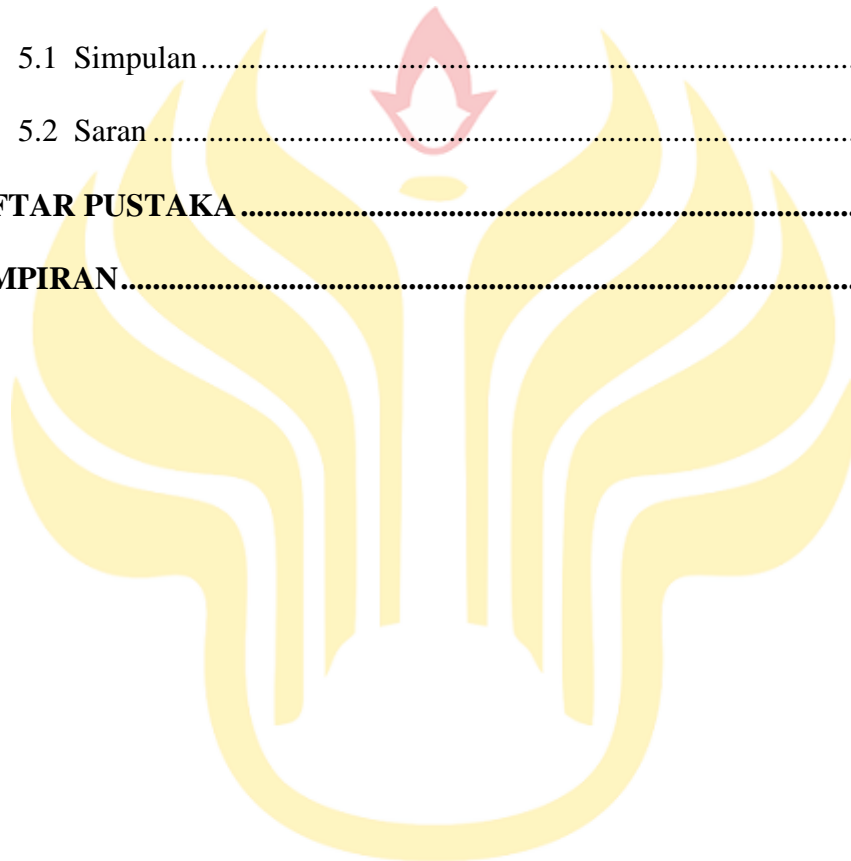 5.1 Simpulan........................................................................................
5.2 Saran..............................................................................................
FTAR PUSTAKA.............................................................................
MPIRAN............................................................................................